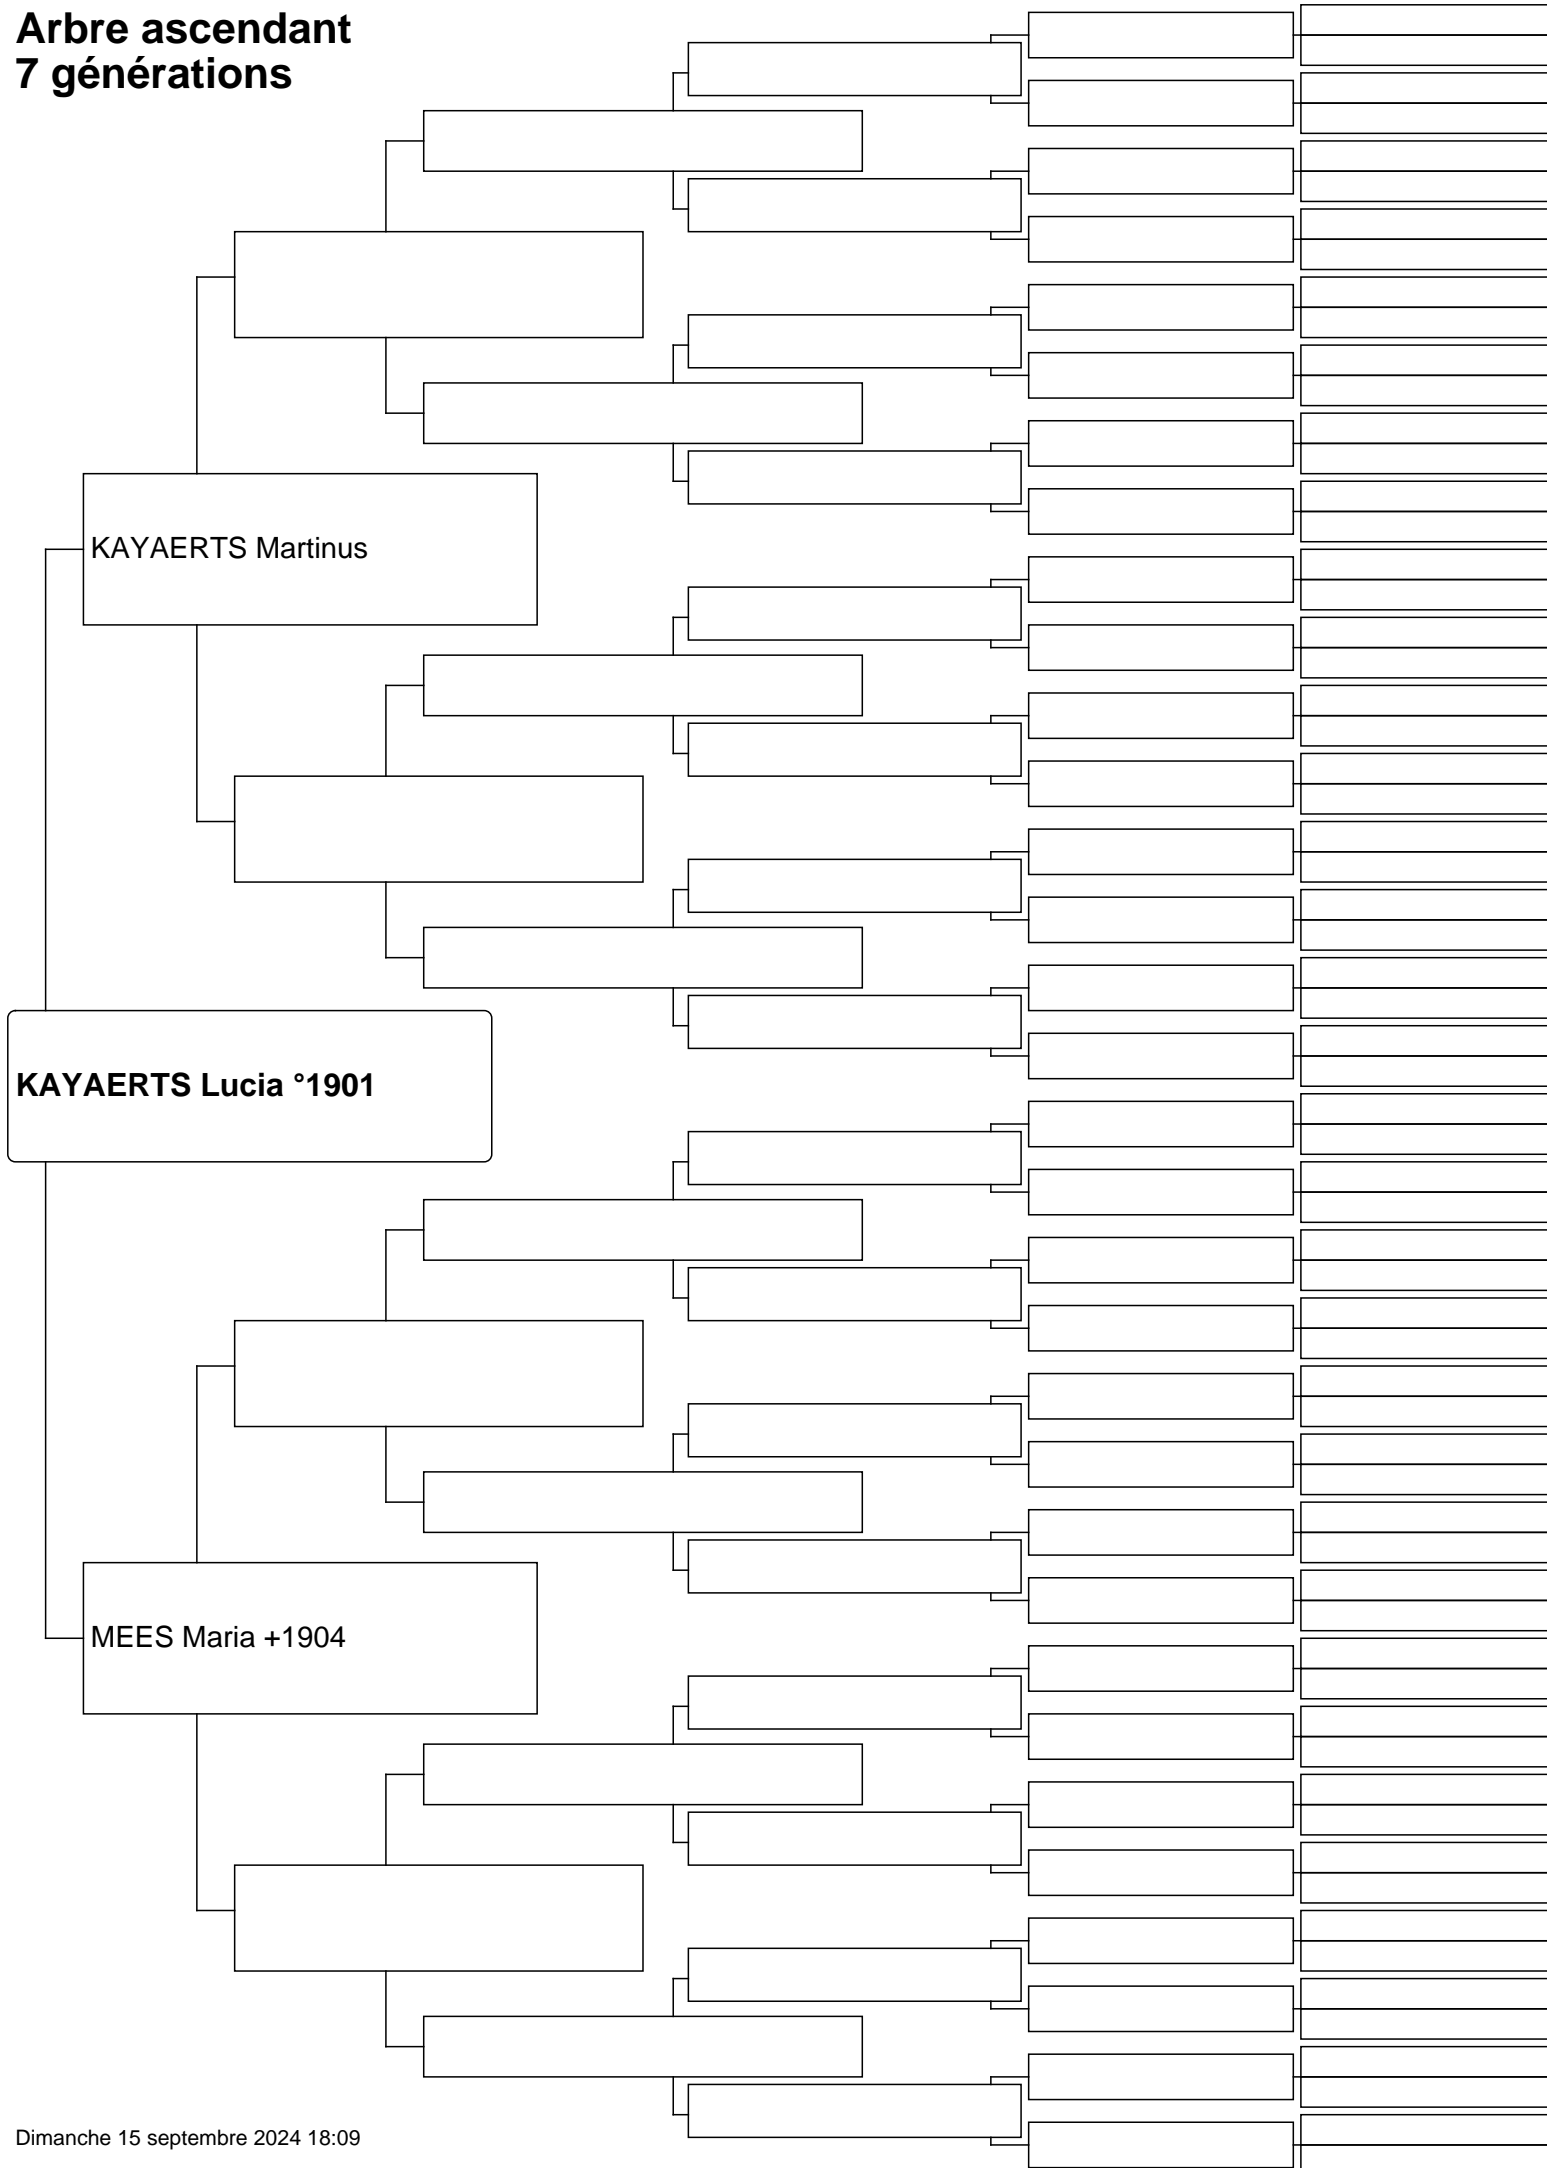 Arbre ascendant
7 générations
KAYAERTS Martinus
KAYAERTS Lucia °1901
MEES Maria +1904
Dimanche 15 septembre 2024 18:09